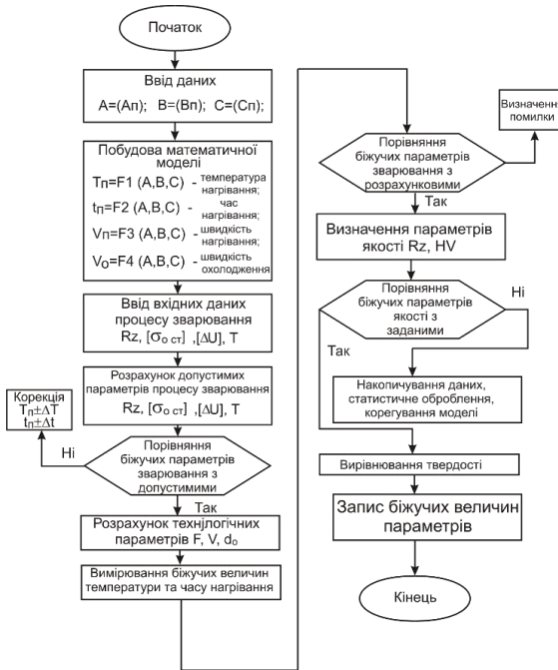 Початок
Ввід даних
A=(Aп); B=(Bп); C=(Cп);
Побудова математичної
моделі
Tп=F1 (A,B,C) - температура
нагрівання;
tп=F2 (A,B,C) - час
нагрівання;
Vп=F3 (A,B,C) - швидкість
нагрівання;
Vо=F4 (A,B,C) - швидкість
охолодження
Ввід вхідних даних
процесу зварювання
Rz, [σо ст] ,[ΔU], T
Розрахунок допустимих
параметрів процесу зварювання
Rz, [σо ст] ,[ΔU], T
Корекція
Tп±ΔT
tп±Δt
Ні
Порівняння
біжучих параметрів
зварювання з
допустимими
Так
Розрахунок технјлогічних
параметрів F, V, dо
Вимірювання біжучих величин
температури та часу нагрівання
Визначення
помилки
Порівняння
біжучих параметрів
зварювання з
розрахунковими
Так
Визначення параметрів
якості Rz, HV
Порівняння
біжучих параметрів
якості з
заданими
Ні
Так
Накопичування даних,
статистичне оброблення,
корегування моделі
Вирівнювання твердості
Запис біжучих величин
параметрів
Кінець